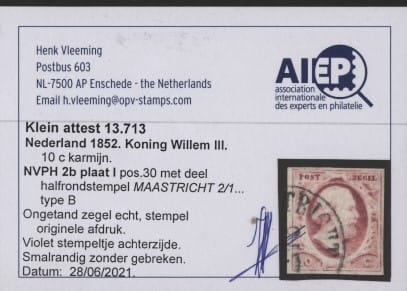 Henk Vleeming
Postbus 603
NL-7500 AP Enschede - the Netherlands
Email h.vleeming@opv-stamps.com
AIEP
association
internationale
des experts en philatelie
Klein attest 13.713
Nederland 1852. Koning Willem III.
10 c karmijn.
NVPH 2b plaat I pos.30 met deel
halfrondstempel MAASTRICHT 2/1...
type B
Ongetand zegel echt, stempel
originele afdruk.
Violet stempeltje achterzijde.
Smalrandig zonder gebreken.
Datum: 28/06/2021.
POST ZEGEL